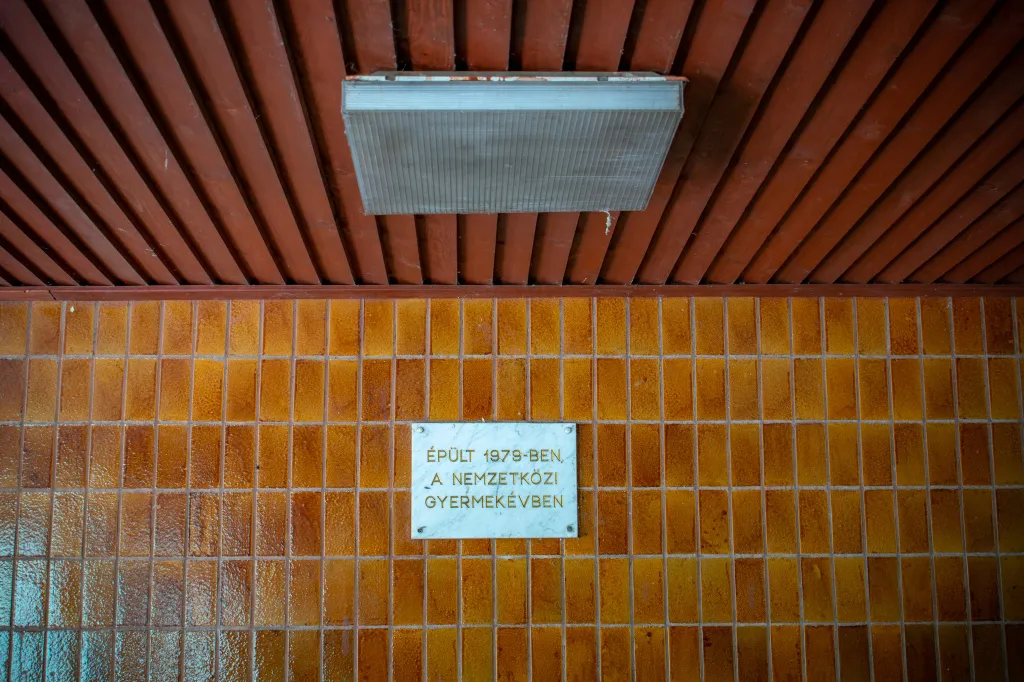 ÉPÜLT 1979-BEN,
A NEMZETKÖZI
GYERMEKÉVBEN